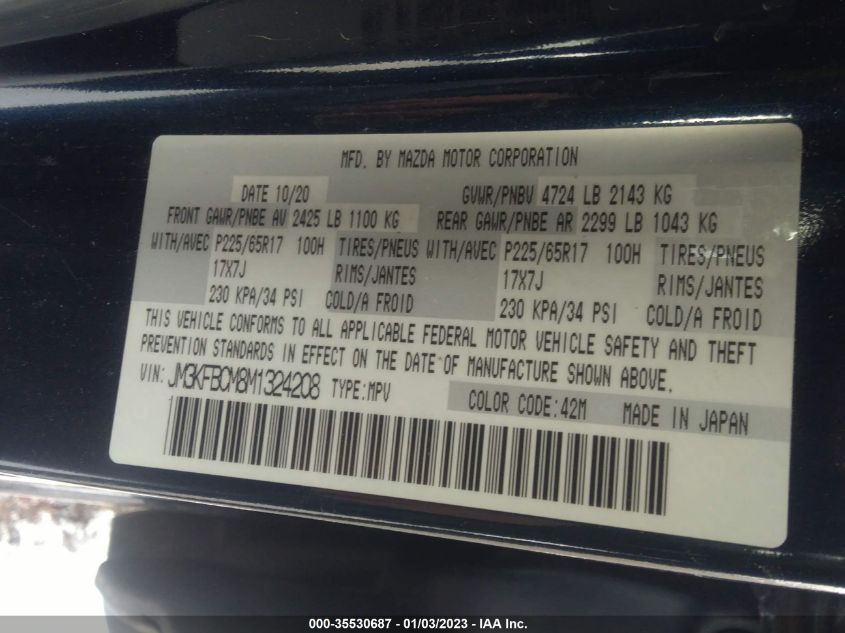 MFD. BY MAZDA MOTOR CORPORATION
DATE 10/20 GVWR/PNBV 4724 LB 2143 KG
FRONT GAWR/PNBE AV 2425 LB 1100 KG REAR GAWR/PNBE AR 2299 LB 1043 KG
WITH/AVEC P225/65R17 100H TIRES/PNEUS WITH/AVEC P225/65R17 100H TIRES/PNEUS
17X7J RIMS/JANTES 17X7J RIMS/JANTES
230 KPA/34 PSI COLD/A FROID 230 KPA/34 PSI COLD/A FROID
THIS VEHICLE CONFORMS TO ALL APPLICABLE FEDERAL MOTOR VEHICLE SAFETY AND THEFT
PREVENTION STANDARDS IN EFFECT ON THE DATE OF MANUFACTURE SHOWN ABOVE.
VIN: JM3KFBCM8M1324208 TYPE:MPV COLOR CODE:42M MADE IN JAPAN
000-35530687 - 01/03/2023 - IAA Inc.